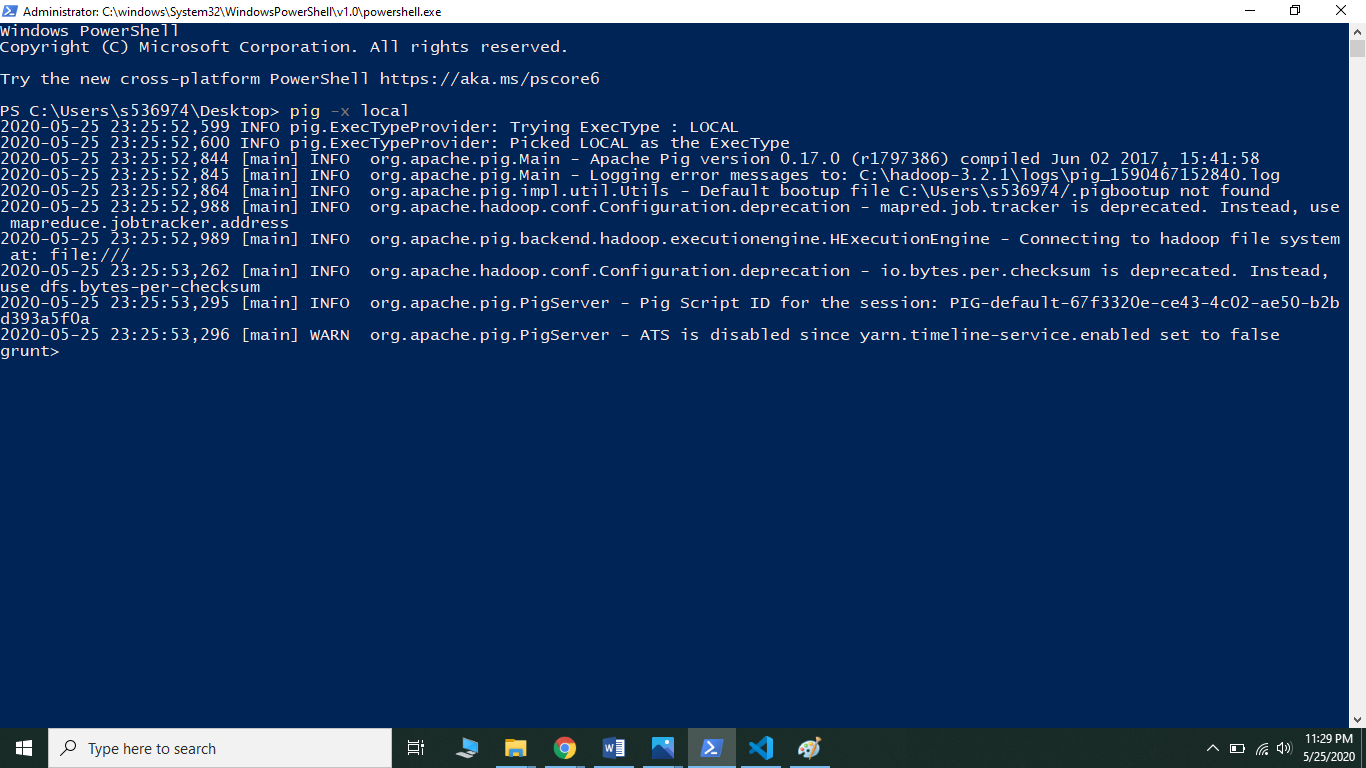 Administrator: C:\windows\System32\WindowsPowerShell\v1.0\powershell.exe
Windows PowerShell
Copyright (C) Microsoft Corporation. All rights reserved.
Try the new cross-platform PowerShell https://aka.ms/pscore6
PS C:\Users\s536974\Desktop> pig -x local
2020-05-25 23:25:52,599 INFO pig.ExecTypeProvider: Trying ExecType : LOCAL
2020-05-25 23:25:52,600 INFO pig.ExecTypeProvider: Picked LOCAL as the ExecType
2020-05-25 23:25:52,844 [main] INFO  org.apache.pig.Main - Apache Pig version 0.17.0 (r1797386) compiled Jun 02 2017, 15:41:58
2020-05-25 23:25:52,845 [main] INFO  org.apache.pig.Main - Logging error messages to: C:\hadoop-3.2.1\logs\pig_1590467152840.log
2020-05-25 23:25:52,864 [main] INFO  org.apache.pig.impl.util.Utils - Default bootup file C:\Users\s536974/.pigbootup not found
2020-05-25 23:25:52,988 [main] INFO  org.apache.hadoop.conf.Configuration.deprecation - mapred.job.tracker is deprecated. Instead, use
 mapreduce.jobtracker.address
2020-05-25 23:25:52,989 [main] INFO  org.apache.pig.backend.hadoop.executionengine.HExecutionEngine - Connecting to hadoop file system
 at: file:///
2020-05-25 23:25:53,262 [main] INFO  org.apache.hadoop.conf.Configuration.deprecation - io.bytes.per.checksum is deprecated. Instead,
use dfs.bytes-per-checksum
2020-05-25 23:25:53,295 [main] INFO  org.apache.pig.PigServer - Pig Script ID for the session: PIG-default-67f3320e-ce43-4c02-ae50-b2b
d393a5f0a
2020-05-25 23:25:53,296 [main] WARN  org.apache.pig.PigServer - ATS is disabled since yarn.timeline-service.enabled set to false
grunt>
Type here to search
11:29 PM
5/25/2020